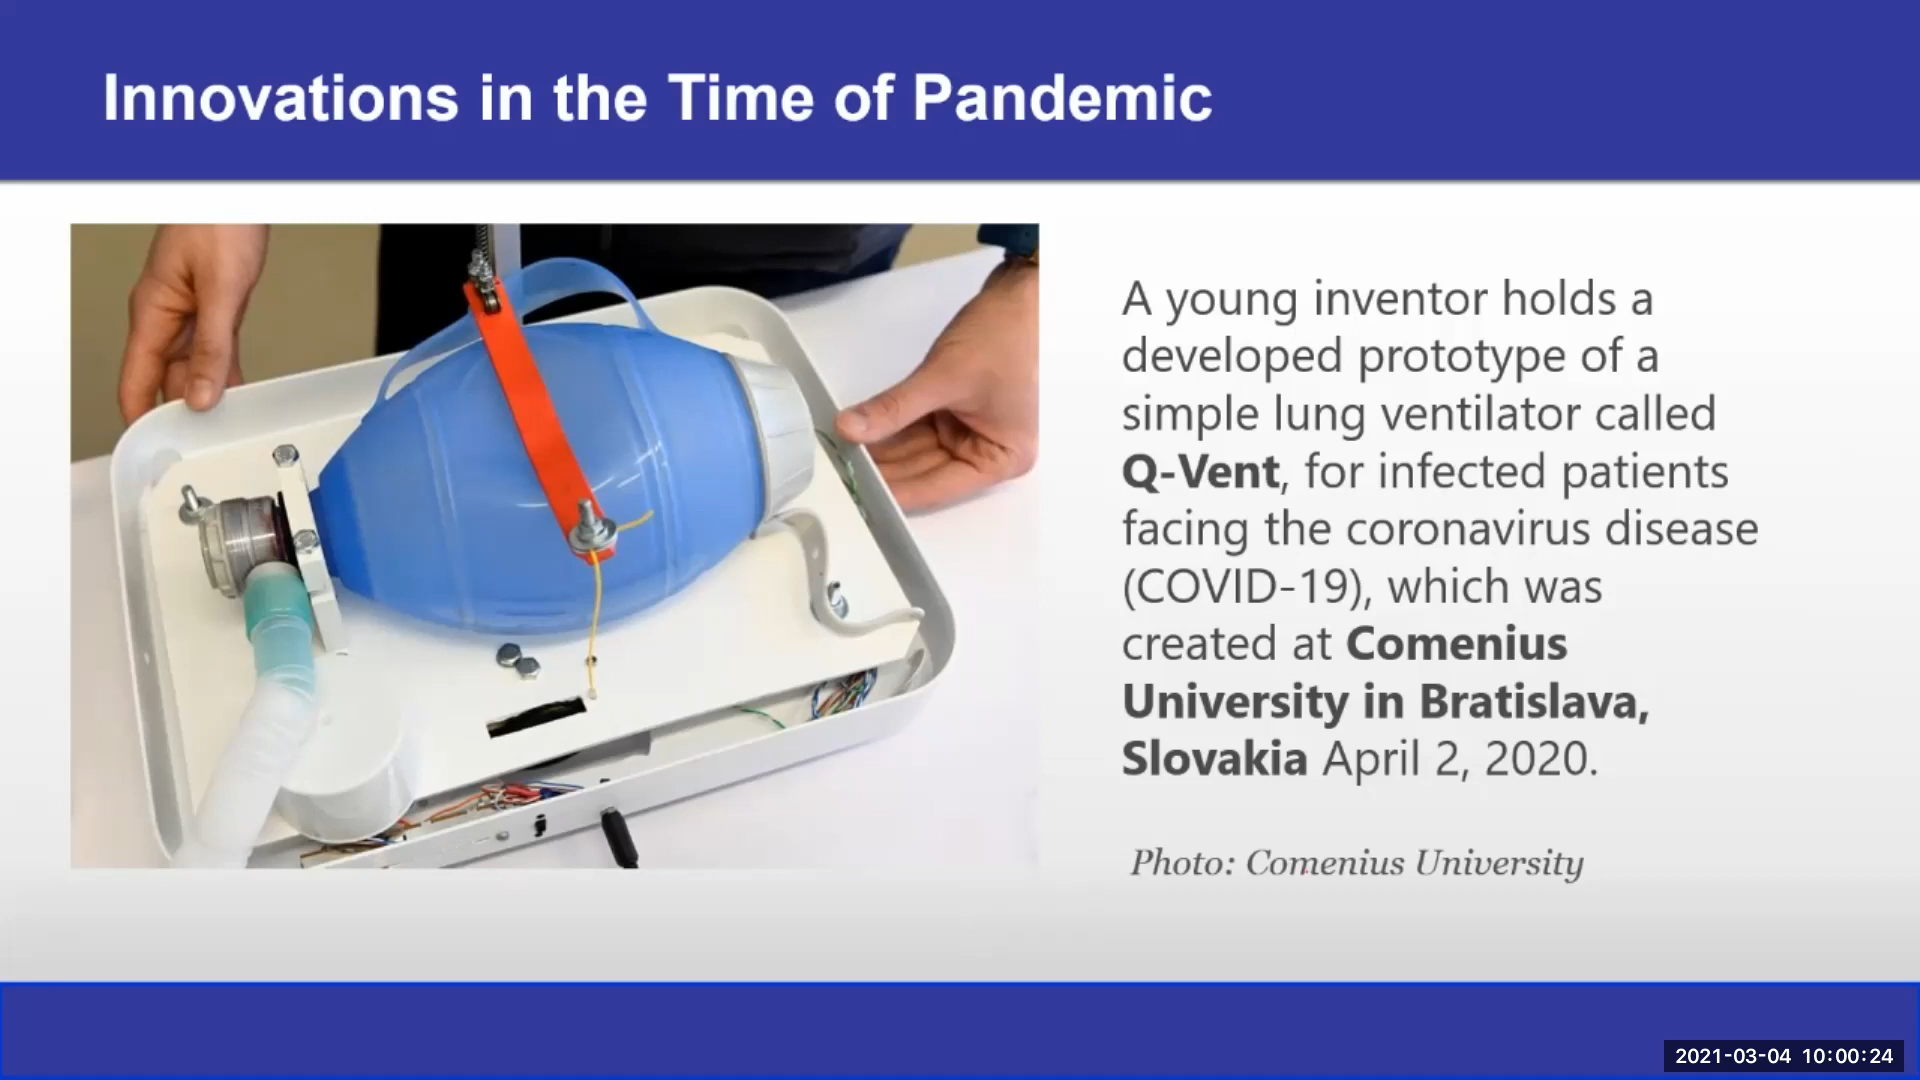 Innovations in the Time of Pandemic
A young inventor holds a
developed prototype of a
simple lung ventilator called
Q-Vent, for infected patients
facing the coronavirus disease
(COVID-19), which was
created at Comenius
University in Bratislava,
Slovakia April 2, 2020.
Photo: Comenius University
2021-03-04 10:00:24